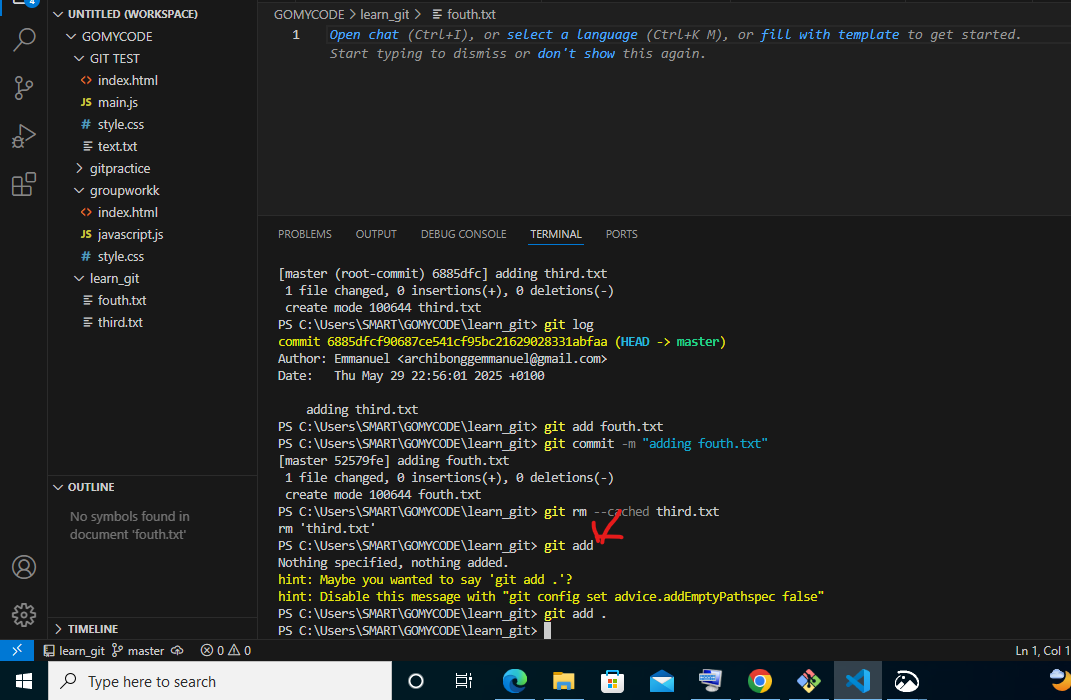 4
UNTITLED (WORKSPACE)
GOMYCODE
GIT TEST
<> index.html
JS main.js
# style.css
text.txt
gitpractice
groupworkk
<> index.html
JS javascript.js
# style.css
learn_git
fouth.txt
third.txt
OUTLINE
No symbols found in
document 'fouth.txt'
TIMELINE
GOMYCODE > learn_git > fouth.txt
1 Open chat (Ctrl+I), or select a language (Ctrl+K M), or fill with template to get started.
Start typing to dismiss or don't show this again.
PROBLEMS OUTPUT DEBUG CONSOLE TERMINAL PORTS
[master (root-commit) 6885dfc] adding third.txt
1 file changed, 0 insertions(+), 0 deletions(-)
create mode 100644 third.txt
PS C:\Users\SMART\GOMYCODE\learn_git> git log
commit 6885dfcf90687ce541cf95bc21629028331abfaa (HEAD -> master)
Author: Emmanuel <archibonggemmanuel@gmail.com>
Date: Thu May 29 22:56:01 2025 +0100
adding third.txt
PS C:\Users\SMART\GOMYCODE\learn_git> git add fouth.txt
PS C:\Users\SMART\GOMYCODE\learn_git> git commit -m "adding fouth.txt"
[master 52579fe] adding fouth.txt
1 file changed, 0 insertions(+), 0 deletions(-)
create mode 100644 fouth.txt
PS C:\Users\SMART\GOMYCODE\learn_git> git rm --cached third.txt
rm 'third.txt'
PS C:\Users\SMART\GOMYCODE\learn_git> git add
Nothing specified, nothing added.
hint: Maybe you wanted to say 'git add .'?
hint: Disable this message with "git config set advice.addEmptyPathspec false"
PS C:\Users\SMART\GOMYCODE\learn_git> git add .
PS C:\Users\SMART\GOMYCODE\learn_git>
learn_git master 0 0 Ln 1, Col 1
Type here to search